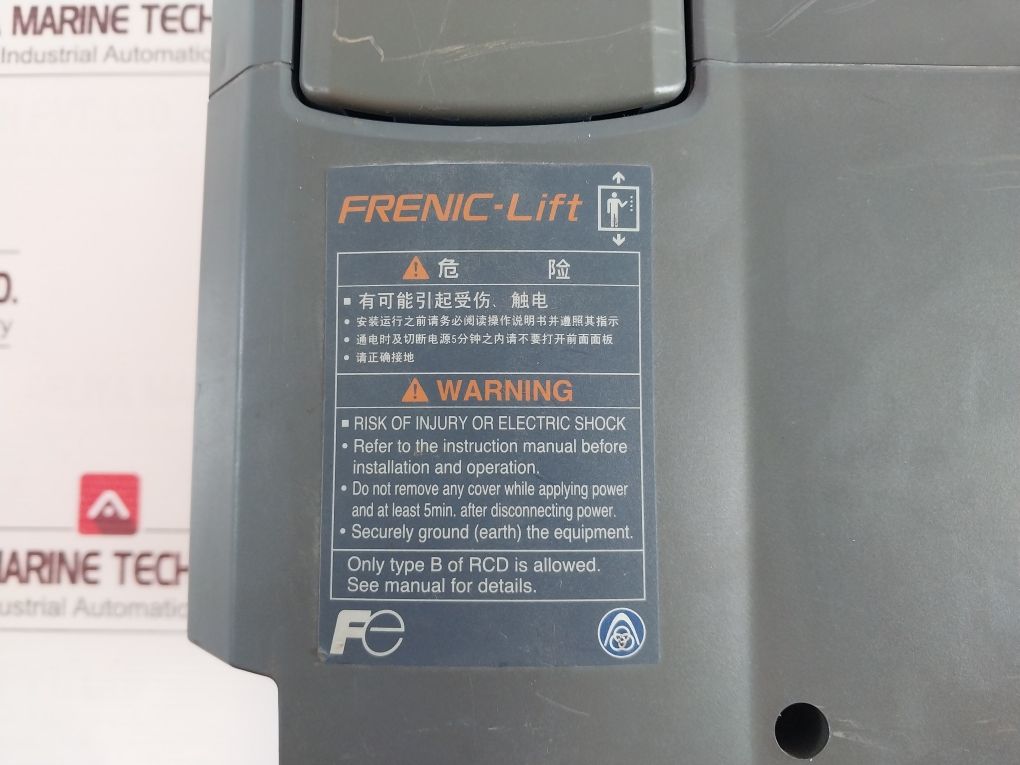 MARINE TECH
Industrial Automatic
FRENIC-Lift
危 险
■ 有可能引起受伤、触电
• 安装运行之前请务必阅读操作说明书并遵照其指示
• 通电时及切断电源5分钟之内请不要打开前面面板
• 请正确接地
WARNING
■ RISK OF INJURY OR ELECTRIC SHOCK
• Refer to the instruction manual before
installation and operation.
• Do not remove any cover while applying power
and at least 5min. after disconnecting power.
• Securely ground (earth) the equipment.
Only type B of RCD is allowed.
See manual for details.
Fe
ARINE TECH
ustrial Automatic